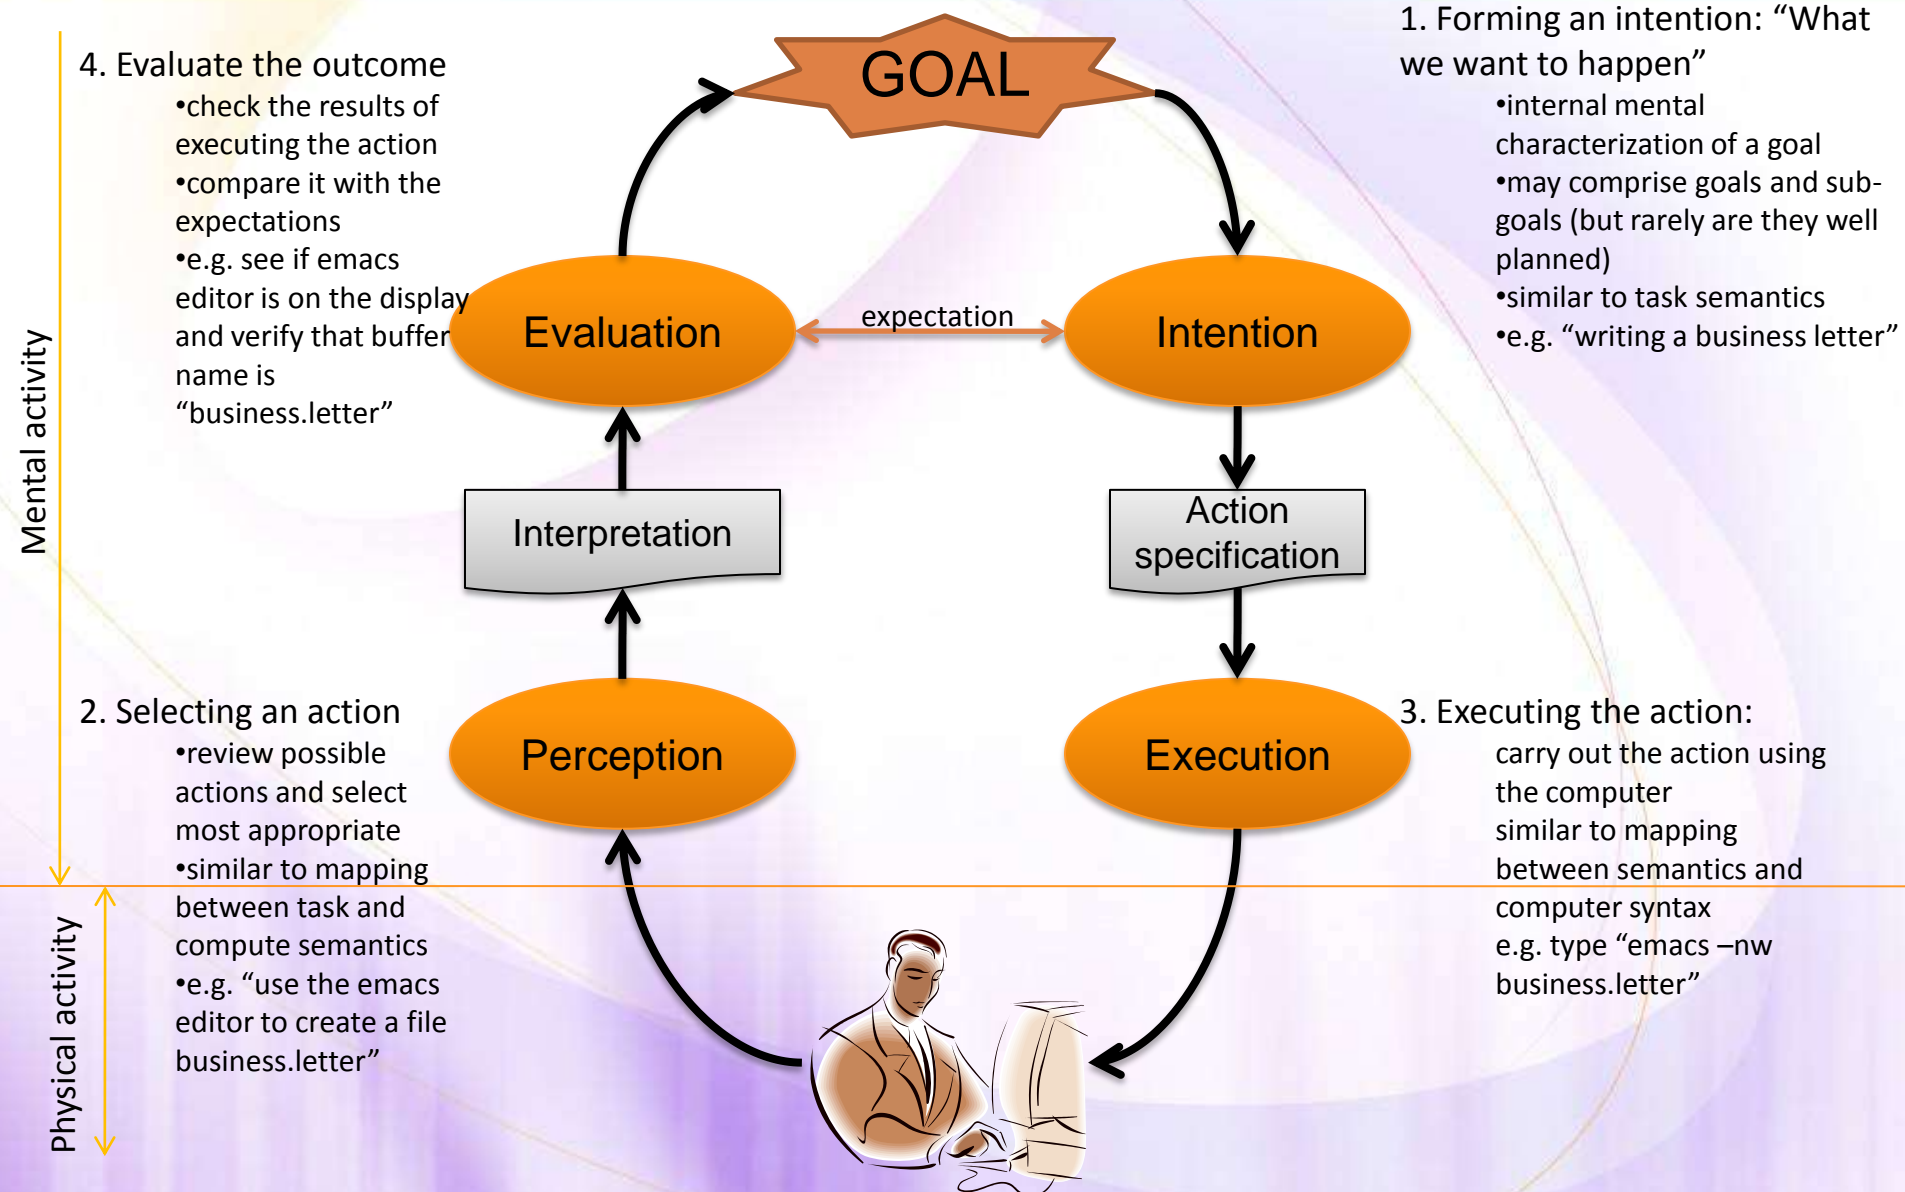 GOAL
1. Forming an intention: “What
we want to happen”
•internal mental
characterization of a goal
•may comprise goals and sub-
goals (but rarely are they well
planned)
•similar to task semantics
•e.g. “writing a business letter”
4. Evaluate the outcome
•check the results of
executing the action
•compare it with the
expectations
•e.g. see if emacs
editor is on the display
and verify that buffer
name is
“business.letter”
Evaluation
expectation
Intention
Mental activity
Interpretation
Action
specification
2. Selecting an action
•review possible
actions and select
most appropriate
•similar to mapping
between task and
compute semantics
•e.g. “use the emacs
editor to create a file
business.letter”
Perception
Execution
3. Executing the action:
carry out the action using
the computer
similar to mapping
between semantics and
computer syntax
e.g. type “emacs –nw
business.letter”
Physical activity